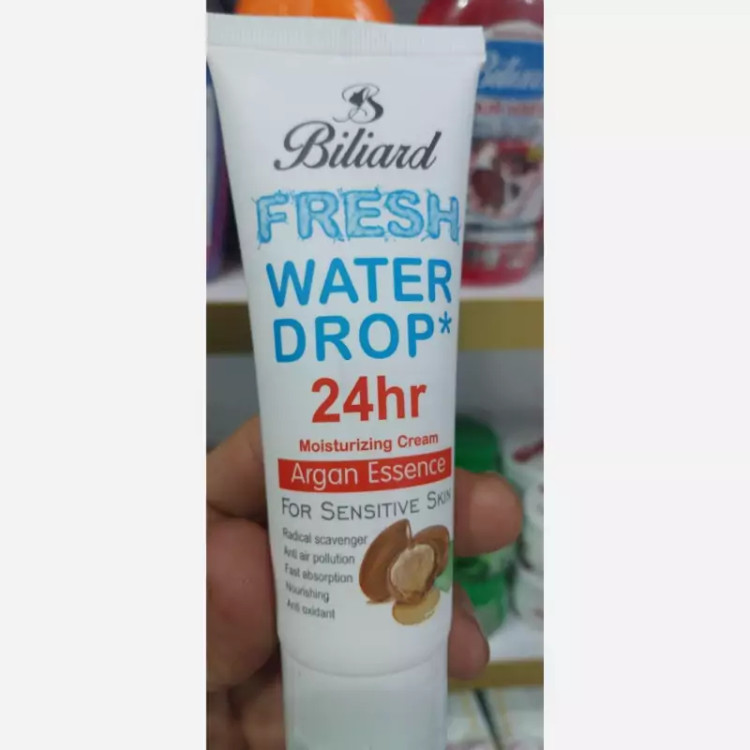 Biliard
FRESH
WATER
DROP*
24hr
Moisturizing Cream
Argan Essence
FOR SENSITIVE SKIN
Radical scavenger
Anti air pollution
Fast absorption
Nourishing
Anti oxidant